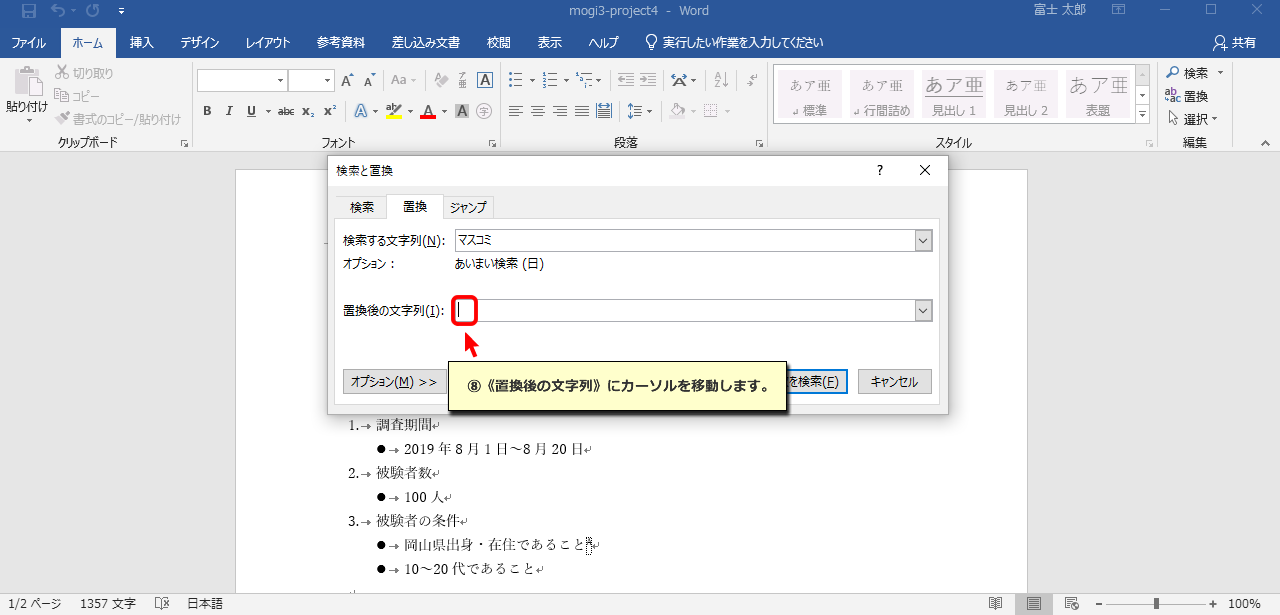 mogi3-project4 - Word
富士 太郎
ファイル ホーム 挿入 デザイン レイアウト 参考資料 差し込み文書 校閲 表示 ヘルプ 実行したい作業を入力してください 共有
貼り付け
切り取り
コピー
書式のコピー/貼り付け
クリップボード
A A Aa A
B I U abc x₂ x² A ab A A 字
フォント
段落
あア亜 あア亜 あア亜 あア亜 あア亜
標準 行間詰め 見出し 1 見出し 2 表題
スタイル
検索
置換
選択
編集
検索と置換
検索 置換 ジャンプ
検索する文字列(N): マスコミ
オプション： あいまい検索 (日)
置換後の文字列(I):
オプション(M) >>
⑧《置換後の文字列》にカーソルを移動します。
を検索(F)
キャンセル
1. 調査期間
● 2019 年 8 月 1 日～8 月 20 日
2. 被験者数
● 100 人
3. 被験者の条件
● 岡山県出身・在住であること
● 10～20 代であること
1/2 ページ 1357 文字 日本語 100%